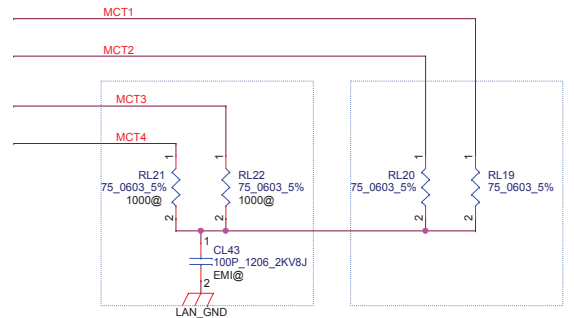 MCT1
MCT2
MCT3
MCT4
1
1
1
1
RL21
75_0603_5%
1000@
RL22
75_0603_5%
1000@
RL20
75_0603_5%
RL19
75_0603_5%
2
2
2
2
1
CL43
100P_1206_2KV8J
EMI@
2
LAN_GND